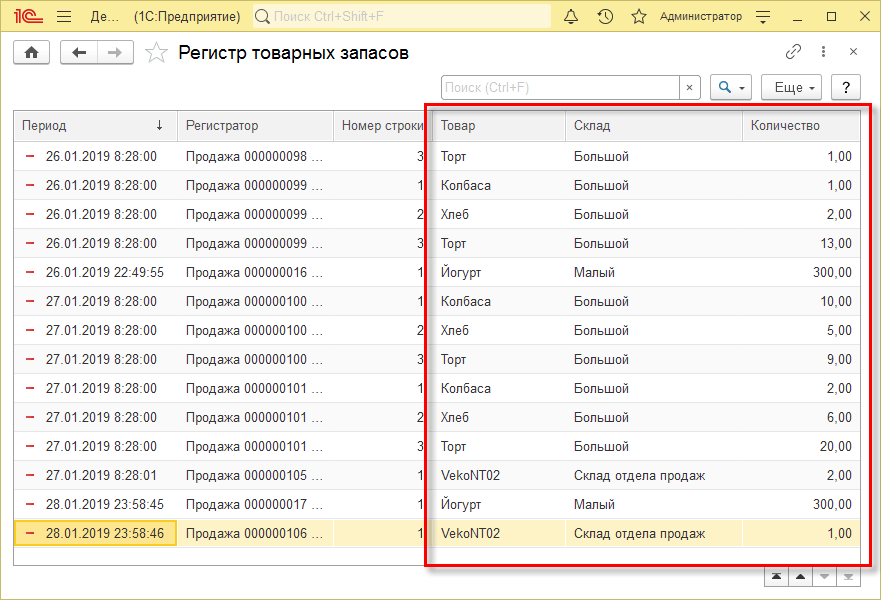 1С Де... (1С:Предприятие) Поиск Ctrl+Shift+F Администратор
Регистр товарных запасов
Поиск (Ctrl+F) × Еще ?
Период ↓ Регистратор Номер строки Товар Склад Количество
26.01.2019 8:28:00 Продажа 000000098 ... 3 Торт Большой 1,00
26.01.2019 8:28:00 Продажа 000000099 ... 1 Колбаса Большой 1,00
26.01.2019 8:28:00 Продажа 000000099 ... 2 Хлеб Большой 2,00
26.01.2019 8:28:00 Продажа 000000099 ... 3 Торт Большой 13,00
26.01.2019 22:49:55 Продажа 000000016 ... 1 Йогурт Малый 300,00
27.01.2019 8:28:00 Продажа 000000100 ... 1 Колбаса Большой 10,00
27.01.2019 8:28:00 Продажа 000000100 ... 2 Хлеб Большой 5,00
27.01.2019 8:28:00 Продажа 000000100 ... 3 Торт Большой 9,00
27.01.2019 8:28:00 Продажа 000000101 ... 1 Колбаса Большой 2,00
27.01.2019 8:28:00 Продажа 000000101 ... 2 Хлеб Большой 6,00
27.01.2019 8:28:00 Продажа 000000101 ... 3 Торт Большой 20,00
27.01.2019 8:28:01 Продажа 000000105 ... 1 VekoNT02 Склад отдела продаж 2,00
28.01.2019 23:58:45 Продажа 000000017 ... 1 Йогурт Малый 300,00
28.01.2019 23:58:46 Продажа 000000106 ... 1 VekoNT02 Склад отдела продаж 1,00